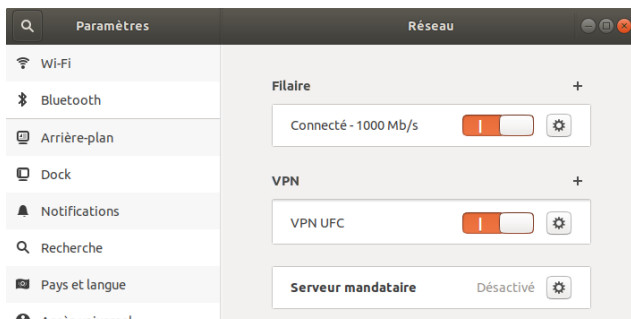 Paramètres
Réseau
Wi-Fi
Bluetooth
Arrière-plan
Dock
Notifications
Recherche
Pays et langue
Filaire
Connecté - 1000 Mb/s
VPN
VPN UFC
Serveur mandataire Désactivé